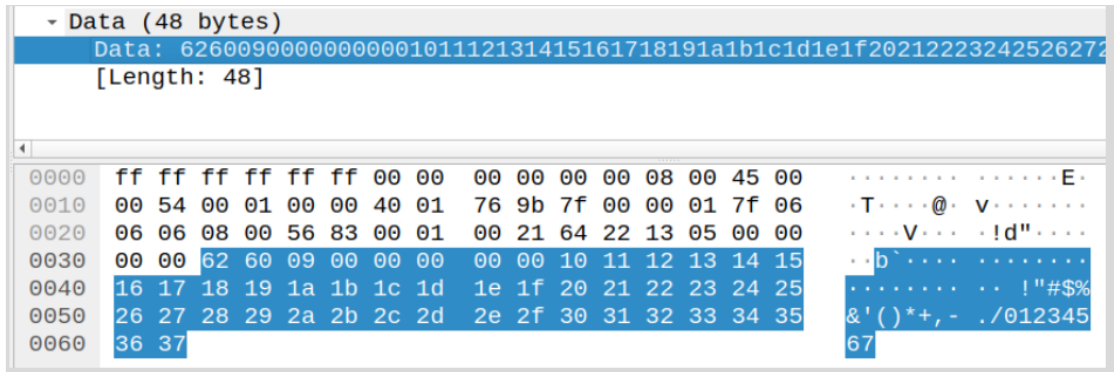 Data (48 bytes)
Data: 6260090000000000101112131415161718191a1b1c1d1e1f20212223242526272
[Length: 48]
0000 ff ff ff ff ff ff 00 00 00 00 00 00 08 00 45 00 ········ ······E·
0010 00 54 00 01 00 00 40 01 76 9b 7f 00 00 01 7f 06 ·T····@· v·······
0020 06 06 08 00 56 83 00 01 00 21 64 22 13 05 00 00 ····V··· ·!d"····
0030 00 00 62 60 09 00 00 00 00 00 10 11 12 13 14 15 ··b`···· ········
0040 16 17 18 19 1a 1b 1c 1d 1e 1f 20 21 22 23 24 25 ········ ·· !"#$%
0050 26 27 28 29 2a 2b 2c 2d 2e 2f 30 31 32 33 34 35 &'()*+,- ./012345
0060 36 37 67